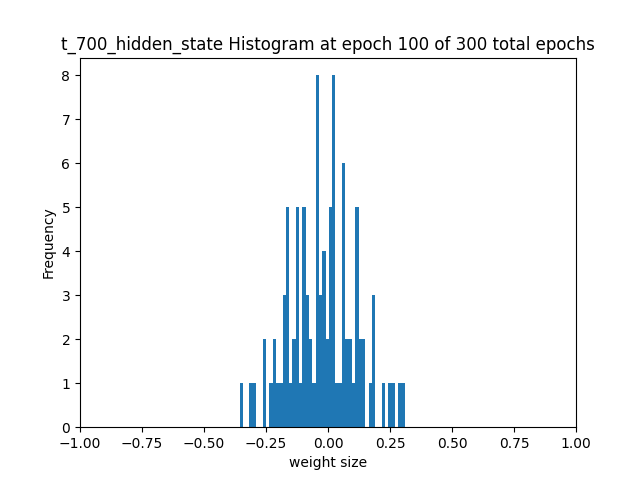 t_700_hidden_state Histogram at epoch 100 of 300 total epochs
8
7
6
5
4
3
2
1
0
Frequency
−1.00 −0.75 −0.50 −0.25 0.00 0.25 0.50 0.75 1.00
weight size